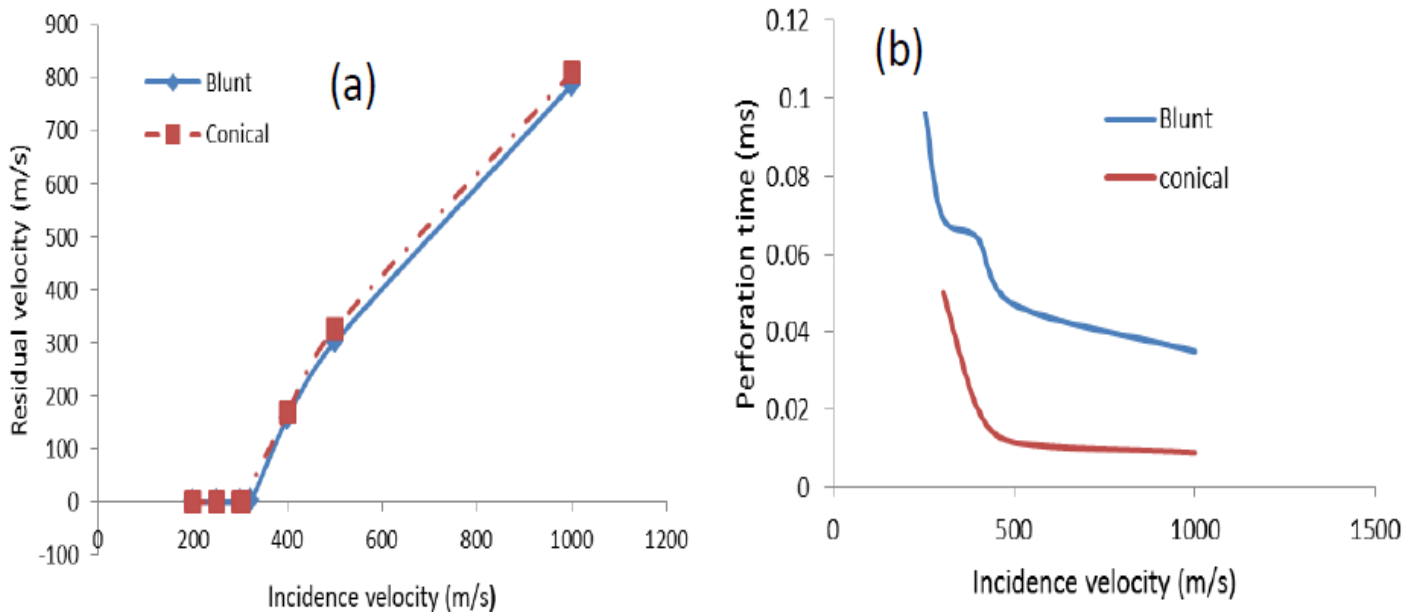 (a)
Residual velocity (m/s)
900
800
700
600
500
400
300
200
100
0
-100
Blunt
Conical
0 200 400 600 800 1000 1200
Incidence velocity (m/s)
(b)
Perforation time (ms)
0.12
0.1
0.08
0.06
0.04
0.02
0
Blunt
conical
0 500 1000 1500
Incidence velocity (m/s)